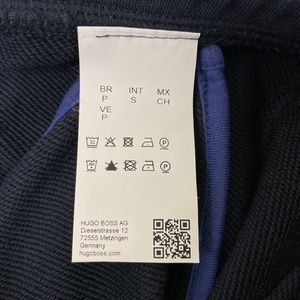 BR INT MX
P S CH
VE
P
HUGO BOSS AG
Dieselstrasse 12
72555 Metzingen
Germany
hugoboss.com